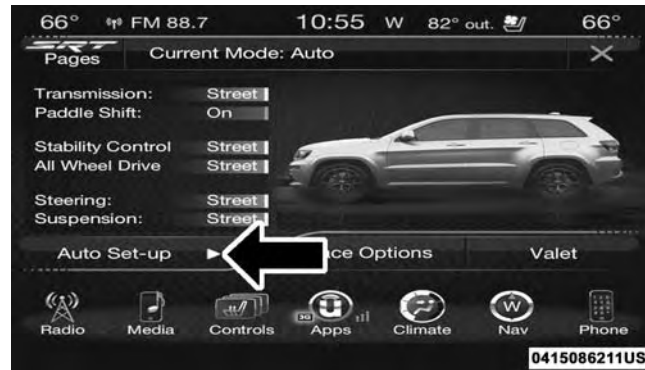 66° FM 88.7 10:55 W 82° out. 66°
SRT Pages Current Mode: Auto
Transmission: Street
Paddle Shift: On
Stability Control Street
All Wheel Drive Street
Steering: Street
Suspension: Street
Auto Set-up ace Options Valet
U W
3G
Radio Media Controls Apps Climate Nav Phone
0415086211US